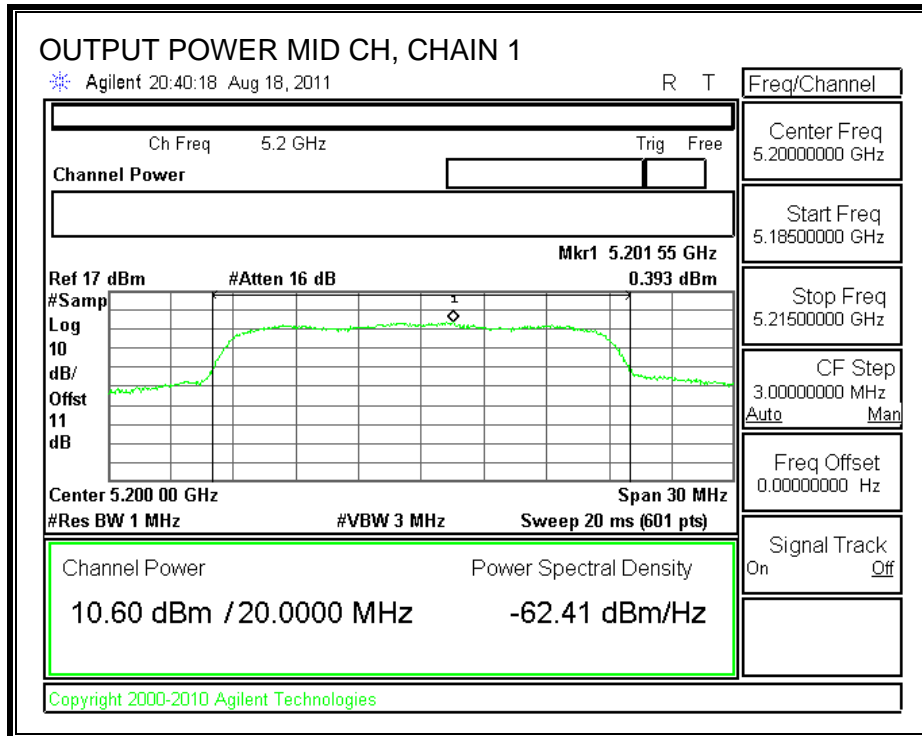 OUTPUT POWER MID CH, CHAIN 1
Agilent 20:40:18 Aug 18, 2011 R T
Freq/Channel
Ch Freq 5.2 GHz Trig Free
Channel Power
Center Freq
5.20000000 GHz
Start Freq
5.18500000 GHz
Mkr1 5.201 55 GHz
Ref 17 dBm #Atten 16 dB 0.393 dBm
#Samp
Log
10
dB/
Offst
11
dB
1
Stop Freq
5.21500000 GHz
CF Step
3.00000000 MHz
Auto Man
Freq Offset
0.00000000 Hz
Center 5.200 00 GHz Span 30 MHz
#Res BW 1 MHz #VBW 3 MHz Sweep 20 ms (601 pts)
Signal Track
On Off
Channel Power Power Spectral Density
10.60 dBm / 20.0000 MHz -62.41 dBm/Hz
Copyright 2000-2010 Agilent Technologies